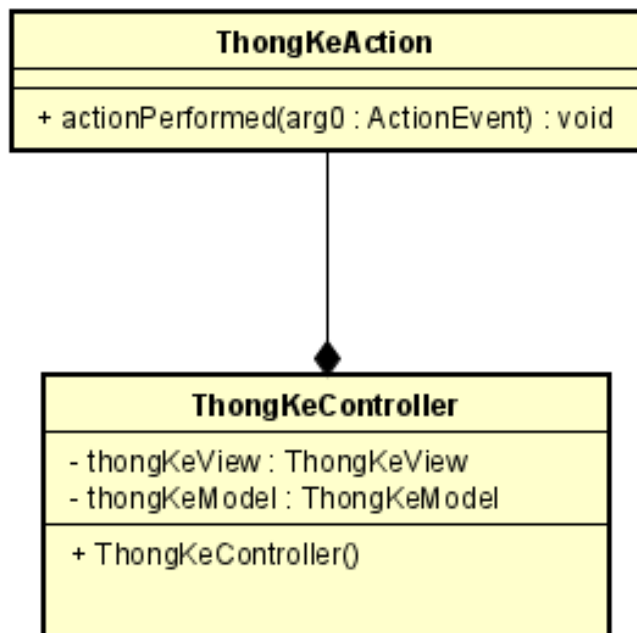 ThongKeAction
+ actionPerformed(arg0 : ActionEvent) : void
ThongKeController
- thongKeView : ThongKeView
- thongKeModel : ThongKeModel
+ ThongKeController()